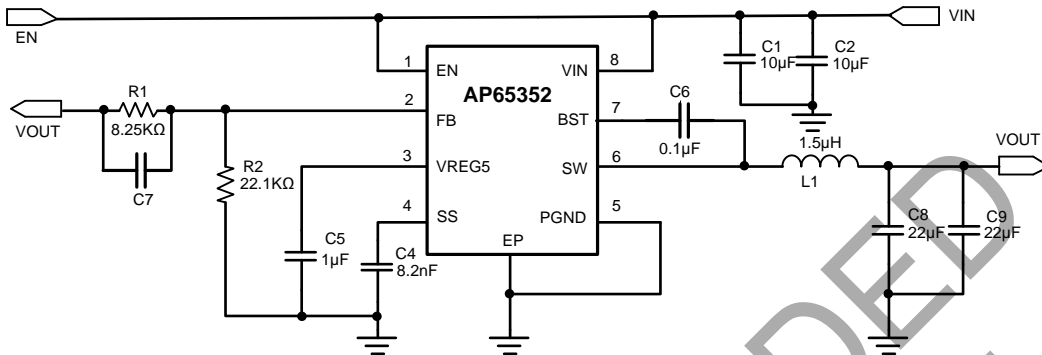 EN
VIN
1
EN
VIN
8
C1
10µF
C2
10µF
AP65352
R1
8.25KΩ
VOUT
C7
2
FB
BST
7
C6
0.1µF
R2
22.1KΩ
3
VREG5
SW
6
1.5µH
L1
VOUT
4
SS
PGND
5
EP
C5
1µF
C4
8.2nF
C8
22µF
C9
22µF
DED